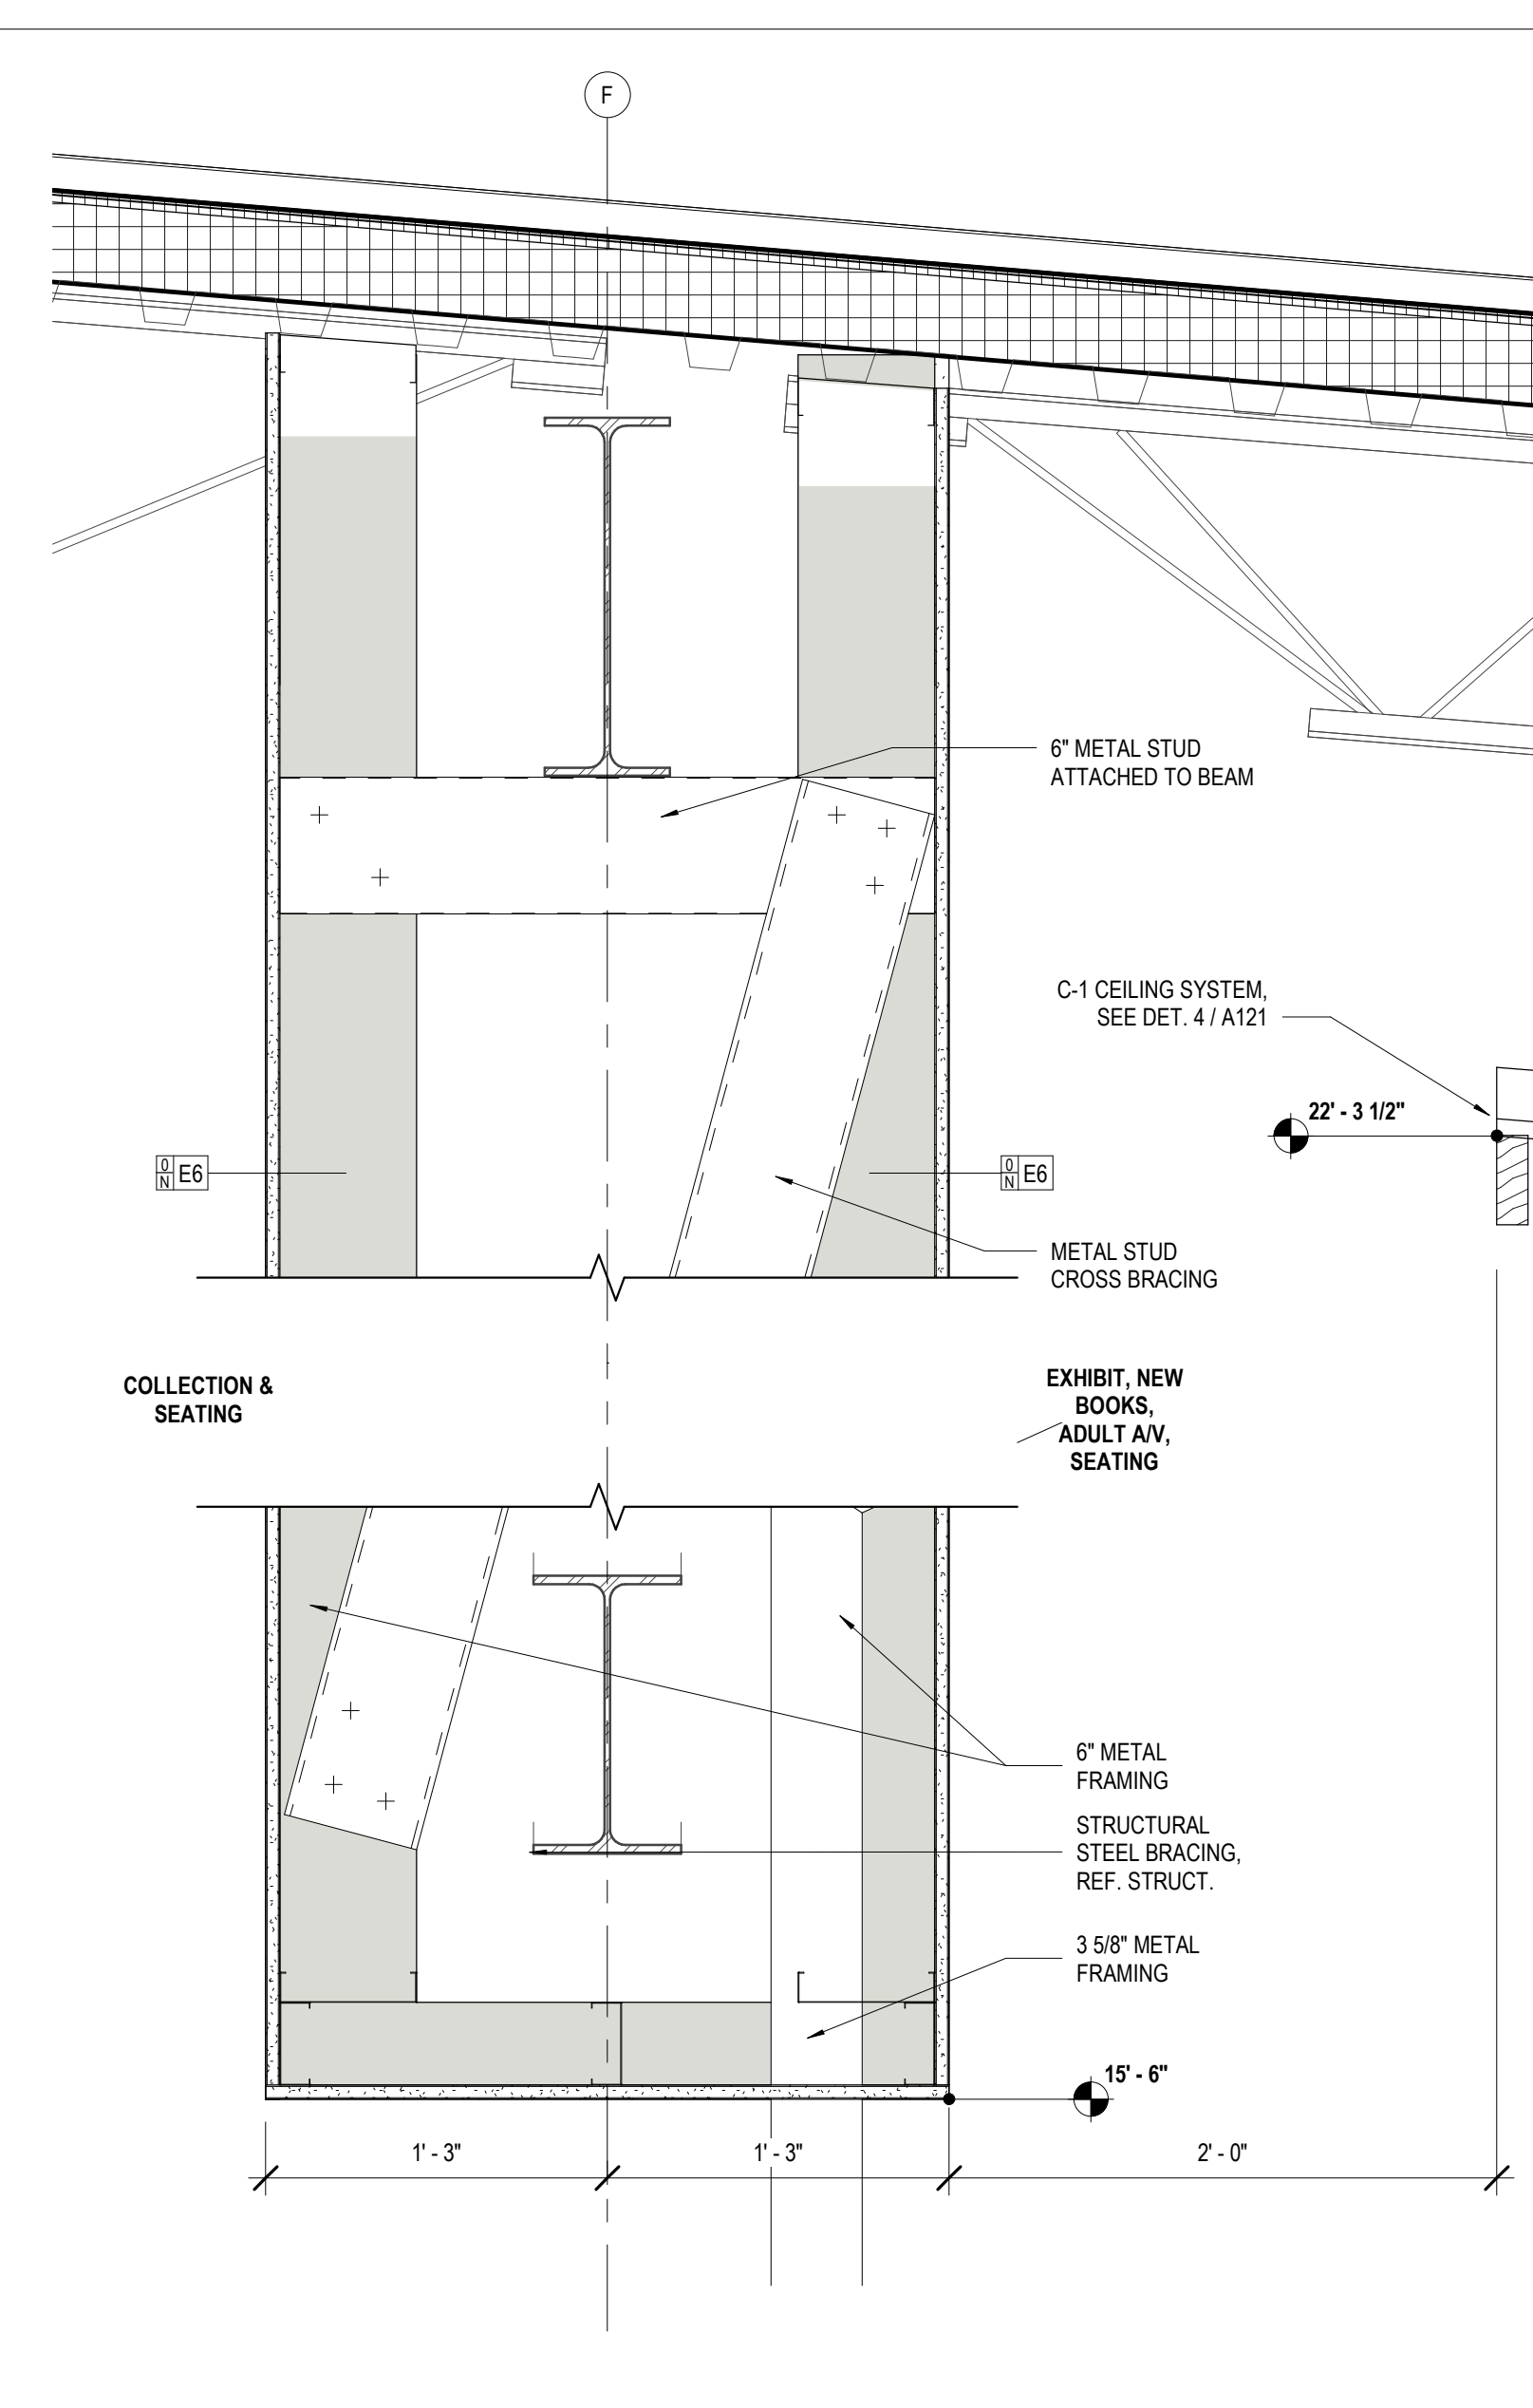 F
6" METAL STUD
ATTACHED TO BEAM
C-1 CEILING SYSTEM,
SEE DET. 4 / A121
22' - 3 1/2"
0
N
E6
0
N
E6
METAL STUD
CROSS BRACING
COLLECTION &
SEATING
EXHIBIT, NEW
BOOKS,
ADULT A/V,
SEATING
6" METAL
FRAMING
STRUCTURAL
STEEL BRACING,
REF. STRUCT.
3 5/8" METAL
FRAMING
15' - 6"
1' - 3"
1' - 3"
2' - 0"